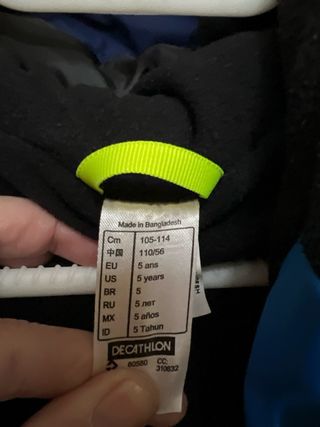 Made in Bangladesh
Cm 105-114
中国 110/56
EU 5 ans
US 5 years
BR 5
RU 5 лет
MX 5 años
ID 5 Tahun
DECATHLON
60580 CC: 310832